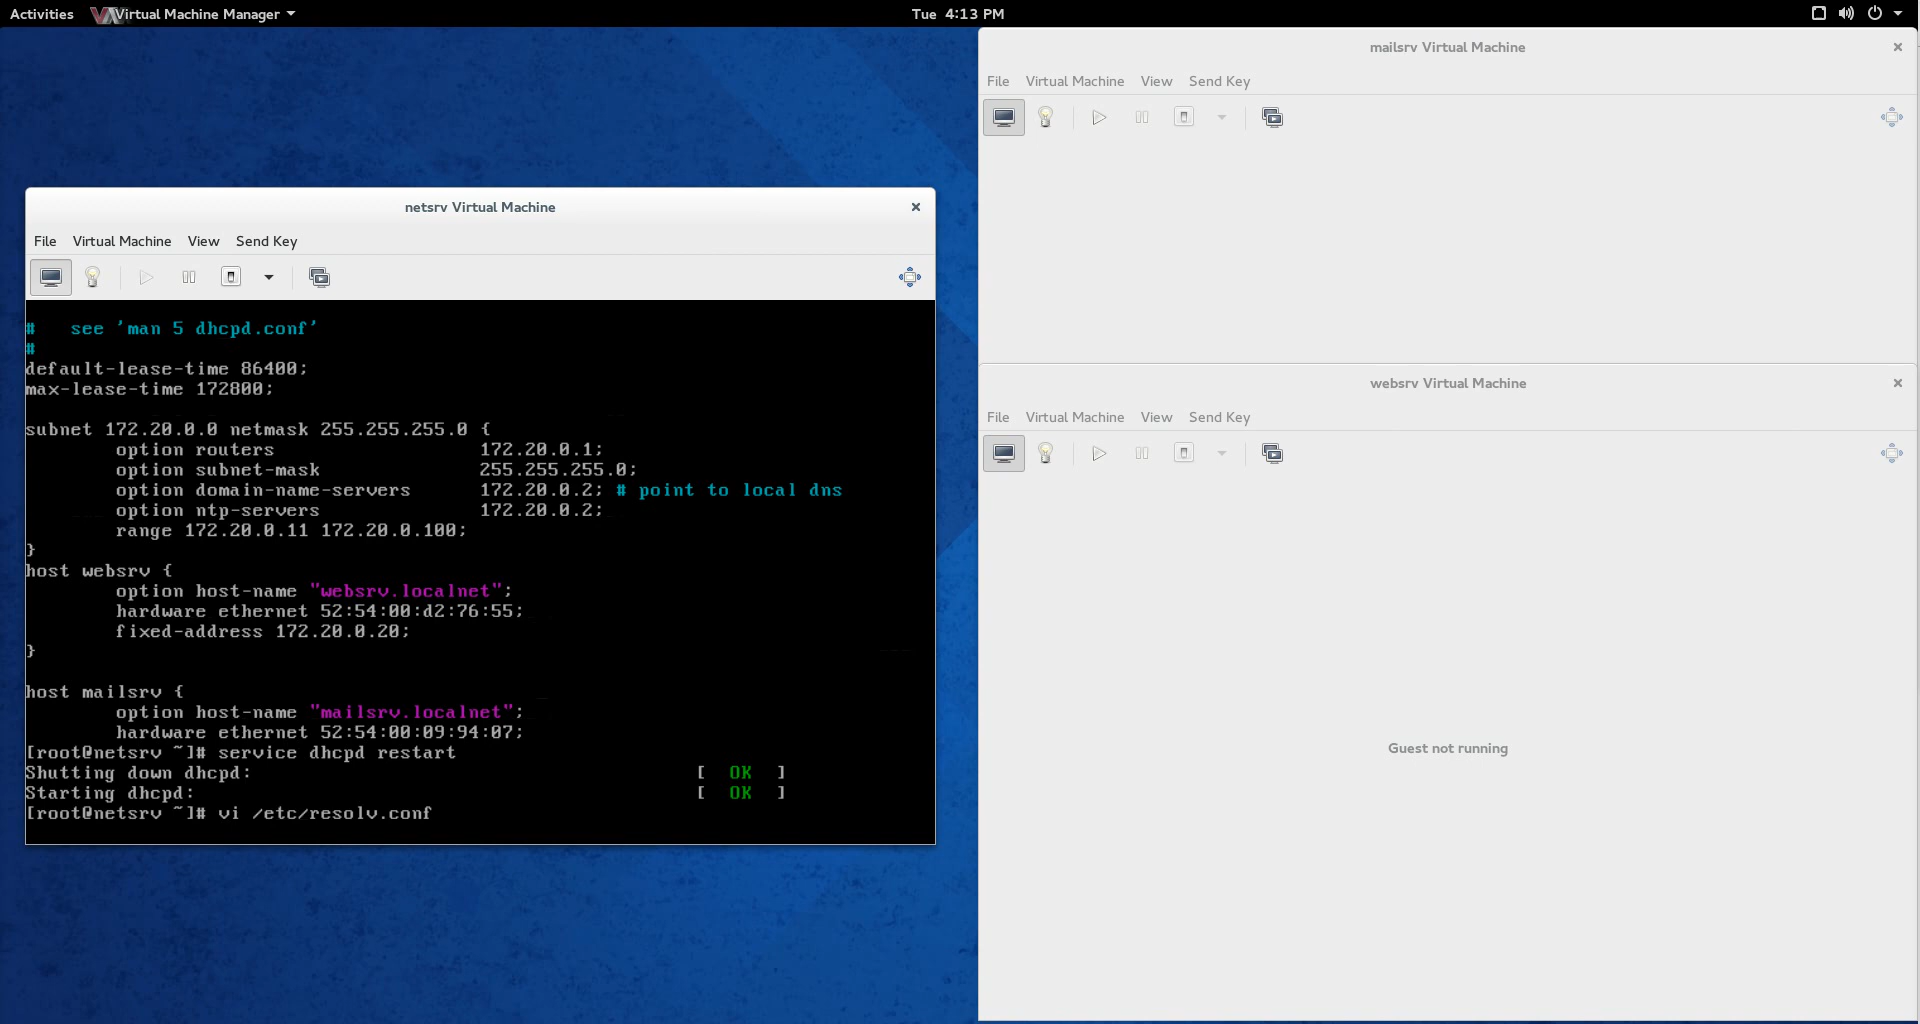 Activities Virtual Machine Manager Tue 4:13 PM
netsrv Virtual Machine
File Virtual Machine View Send Key
#   see 'man 5 dhcpd.conf'
#
default-lease-time 86400;
max-lease-time 172800;
subnet 172.20.0.0 netmask 255.255.255.0 {
        option routers                  172.20.0.1;
        option subnet-mask              255.255.255.0;
        option domain-name-servers      172.20.0.2; # point to local dns
        option ntp-servers              172.20.0.2;
        range 172.20.0.11 172.20.0.100;
}
host websrv {
        option host-name "websrv.localnet";
        hardware ethernet 52:54:00:d2:76:55;
        fixed-address 172.20.0.20;
}
host mailsrv {
        option host-name "mailsrv.localnet";
        hardware ethernet 52:54:00:09:94:07;
[root@netsrv ~]# service dhcpd restart
Shutting down dhcpd:                                       [  OK  ]
Starting dhcpd:                                            [  OK  ]
[root@netsrv ~]# vi /etc/resolv.conf
mailsrv Virtual Machine
File Virtual Machine View Send Key
websrv Virtual Machine
File Virtual Machine View Send Key
Guest not running